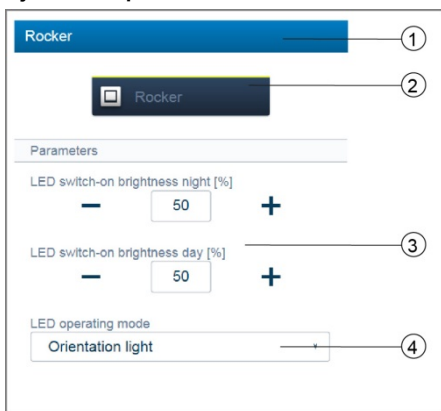 Rocker
1
Rocker
2
Parameters
LED switch-on brightness night [%]
50
3
LED switch-on brightness day [%]
50
LED operating mode
Orientation light
4